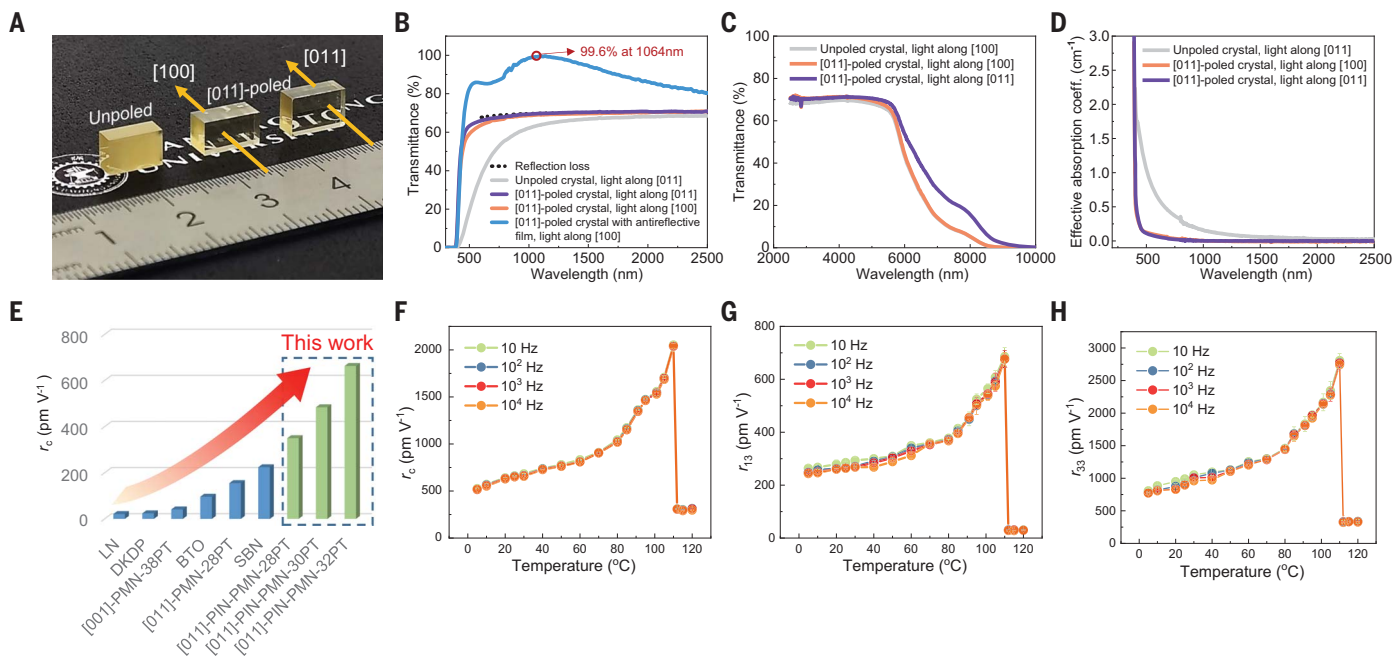 A
[100]
[011]
Unpoled
[011]-poled
UNIVERSIT
1
2
3
4
B
Transmittance (%)
100
80
60
40
20
0
99.6% at 1064nm
Reflection loss
Unpoled crystal, light along [011]
[011]-poled crystal, light along [011]
[011]-poled crystal, light along [100]
[011]-poled crystal with antireflective
film, light along [100]
500 1000 1500 2000 2500
Wavelength (nm)
C
Transmittance (%)
100
80
60
40
20
0
Unpoled crystal, light along [100]
[011]-poled crystal, light along [100]
[011]-poled crystal, light along [011]
2000 4000 6000 8000 10000
Wavelength (nm)
D
Effective absorption coeff. (cm-1)
3.0
2.5
2.0
1.5
1.0
0.5
0.0
Unpoled crystal, light along [011]
[011]-poled crystal, light along [100]
[011]-poled crystal, light along [011]
500 1000 1500 2000 2500
Wavelength (nm)
E
rc (pm V-1)
800
600
400
200
0
This work
LN
DKDP
[001]-PMN-38PT
BTO
[011]-PMN-28PT
SBN
[011]-PIN-PMN-28PT
[011]-PIN-PMN-30PT
[011]-PIN-PMN-32PT
F
rc (pm V-1)
2000
1500
1000
500
0
10 Hz
10² Hz
10³ Hz
10⁴ Hz
0 20 40 60 80 100 120
Temperature (oC)
G
r13 (pm V-1)
800
600
400
200
0
10 Hz
10² Hz
10³ Hz
10⁴ Hz
0 20 40 60 80 100 120
Temperature (oC)
H
r33 (pm V-1)
3000
2500
2000
1500
1000
500
0
10 Hz
10² Hz
10³ Hz
10⁴ Hz
0 20 40 60 80 100 120
Temperature (oC)